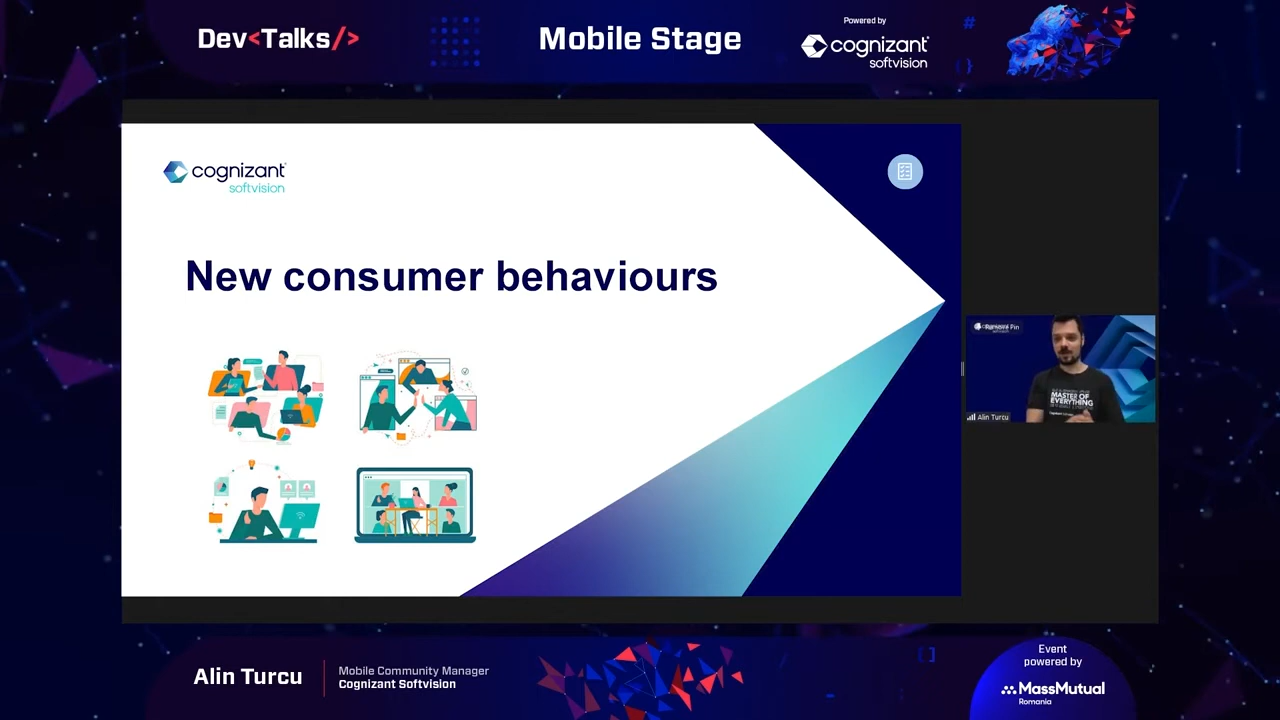 Dev<Talks/>
Mobile Stage
Powered by
cognizant
softvision
cognizant
softvision
New consumer behaviours
MASTER OF
EVERYTHING
Alin Turcu
Alin Turcu
Mobile Community Manager
Cognizant Softvision
Event
powered by
MassMutual
Romania